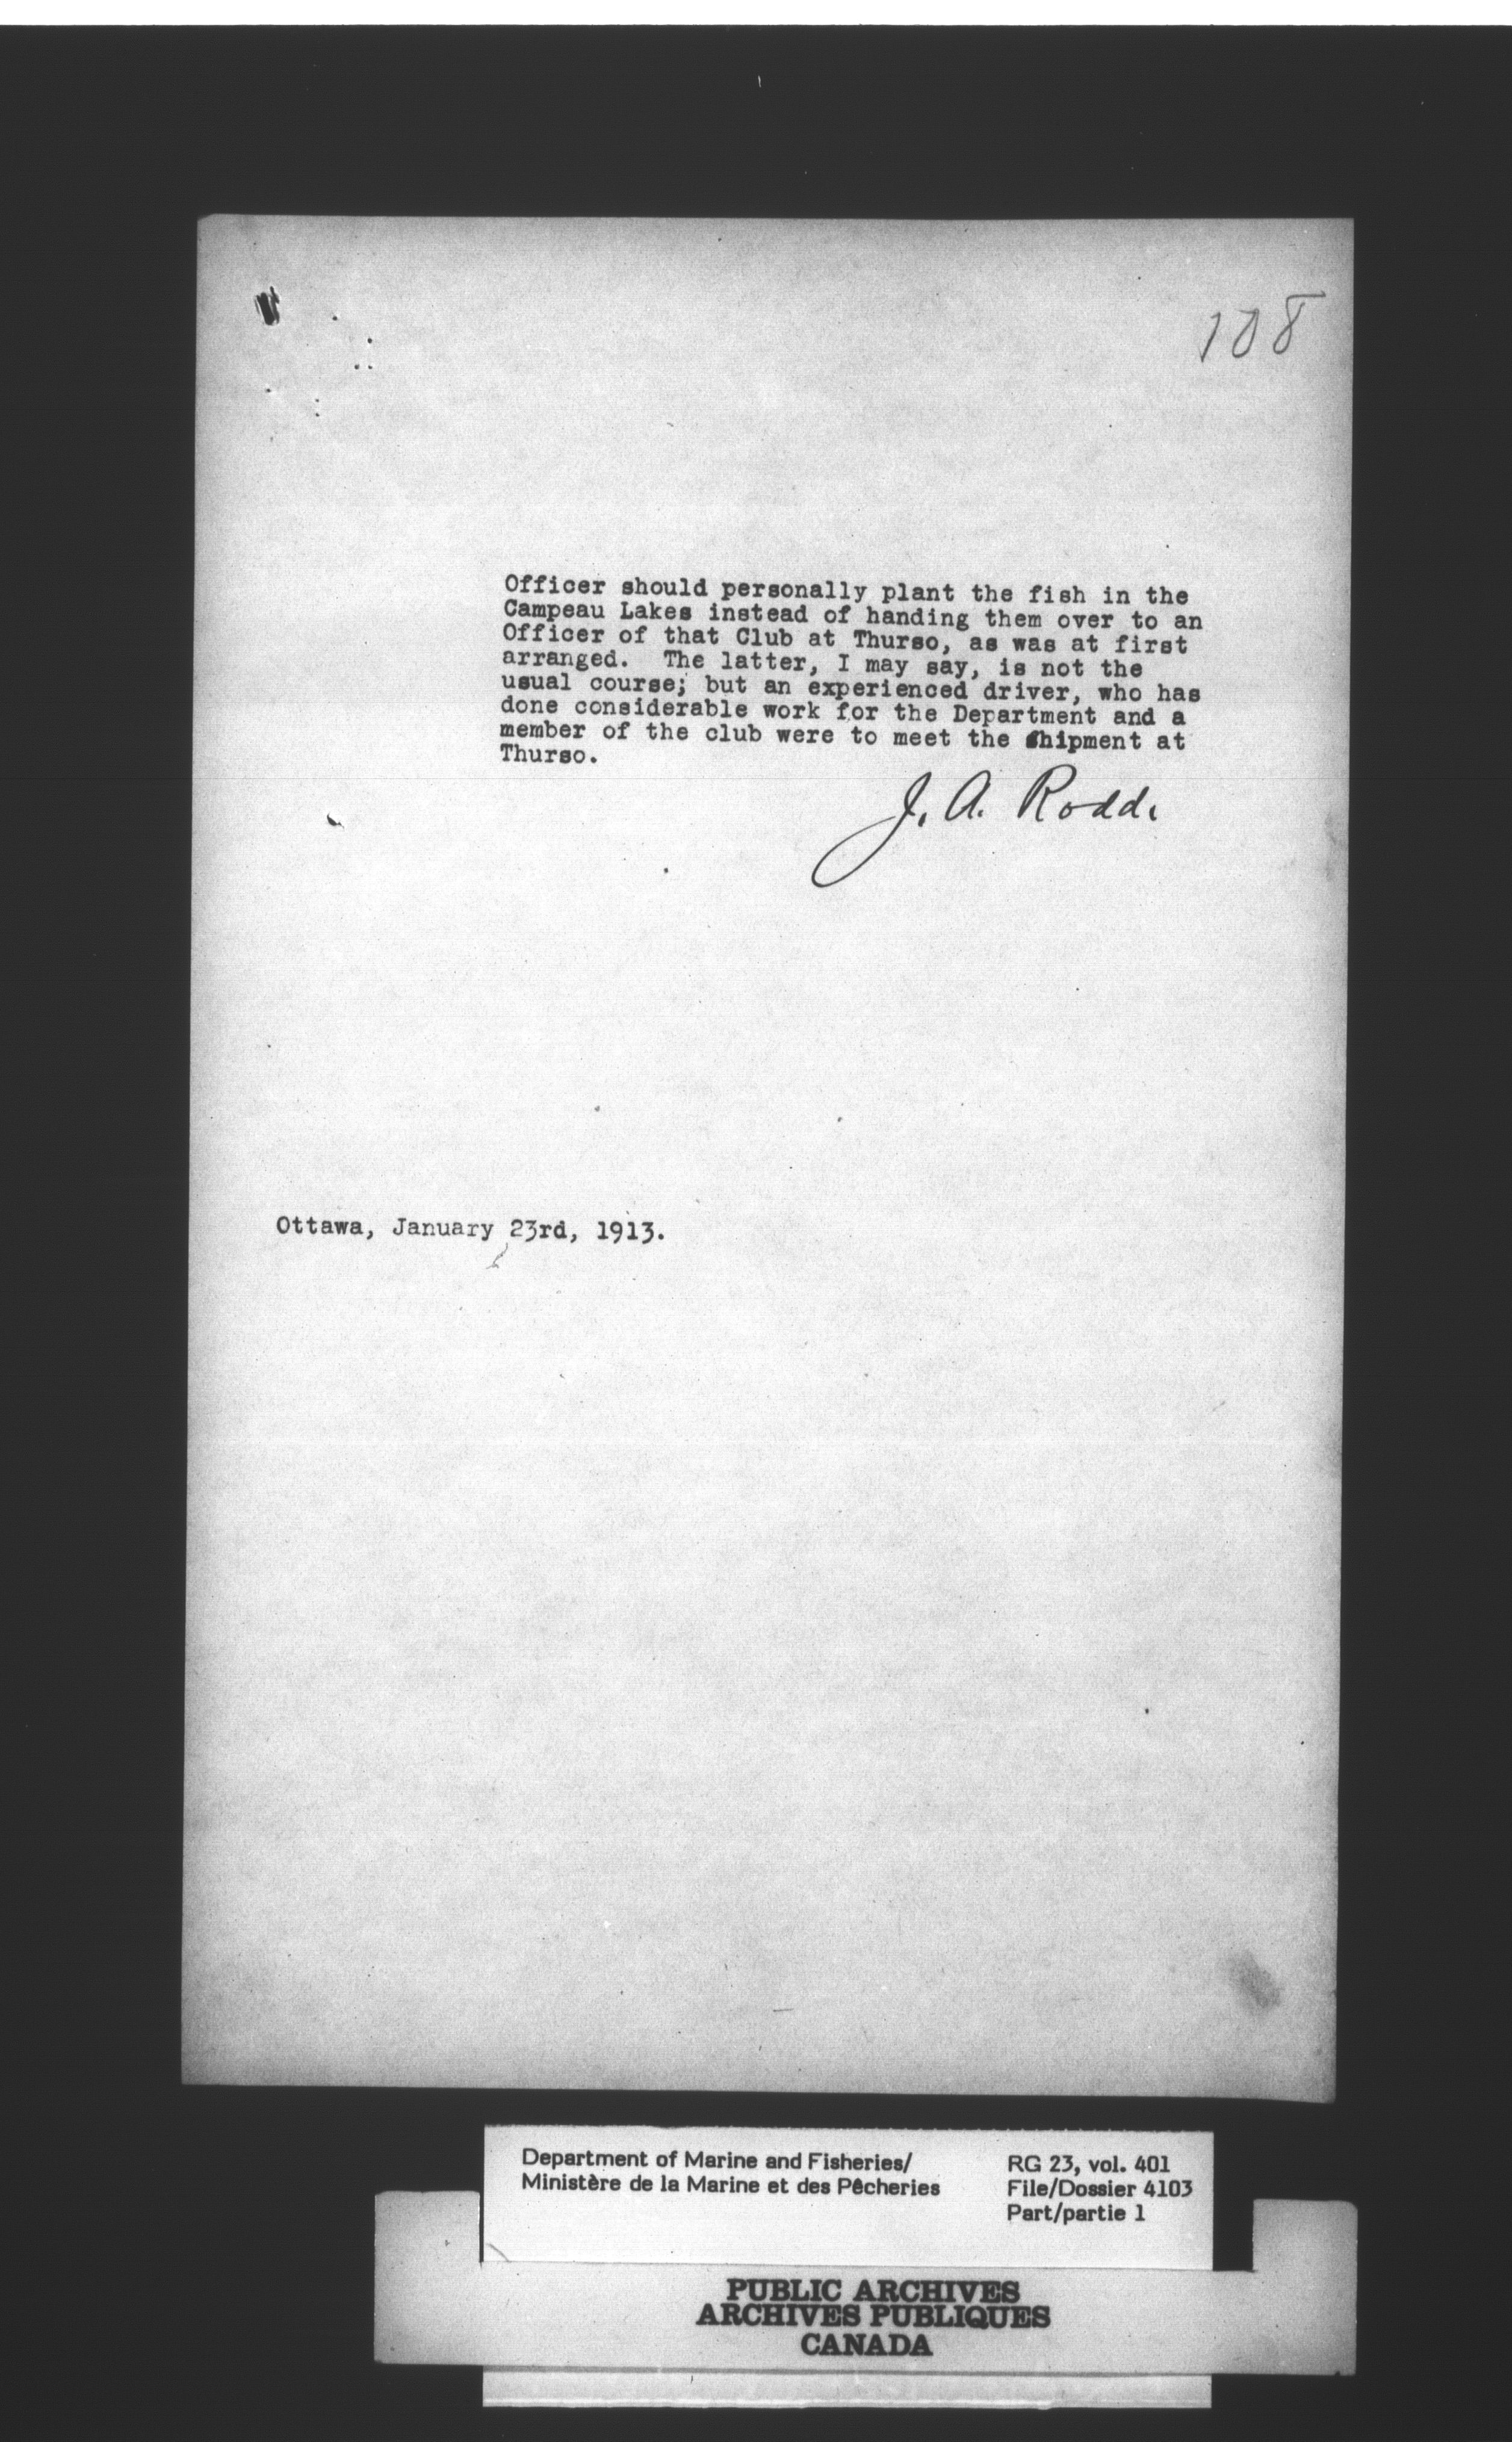 108
Officer should personally plant the fish in the
Campeau Lakes instead of handing them over to an
Officer of that Club at Thurso, as was at first
arranged. The latter, I may say, is not the
usual course; but an experienced driver, who has
done considerable work for the Department and a
member of the club were to meet the shipment at
Thurso.
J. A. Rodd.
Ottawa, January 23rd, 1913.
Department of Marine and Fisheries/
Ministère de la Marine et des Pêcheries
RG 23, vol. 401
File/Dossier 4103
Part/partie 1
PUBLIC ARCHIVES
ARCHIVES PUBLIQUES
CANADA